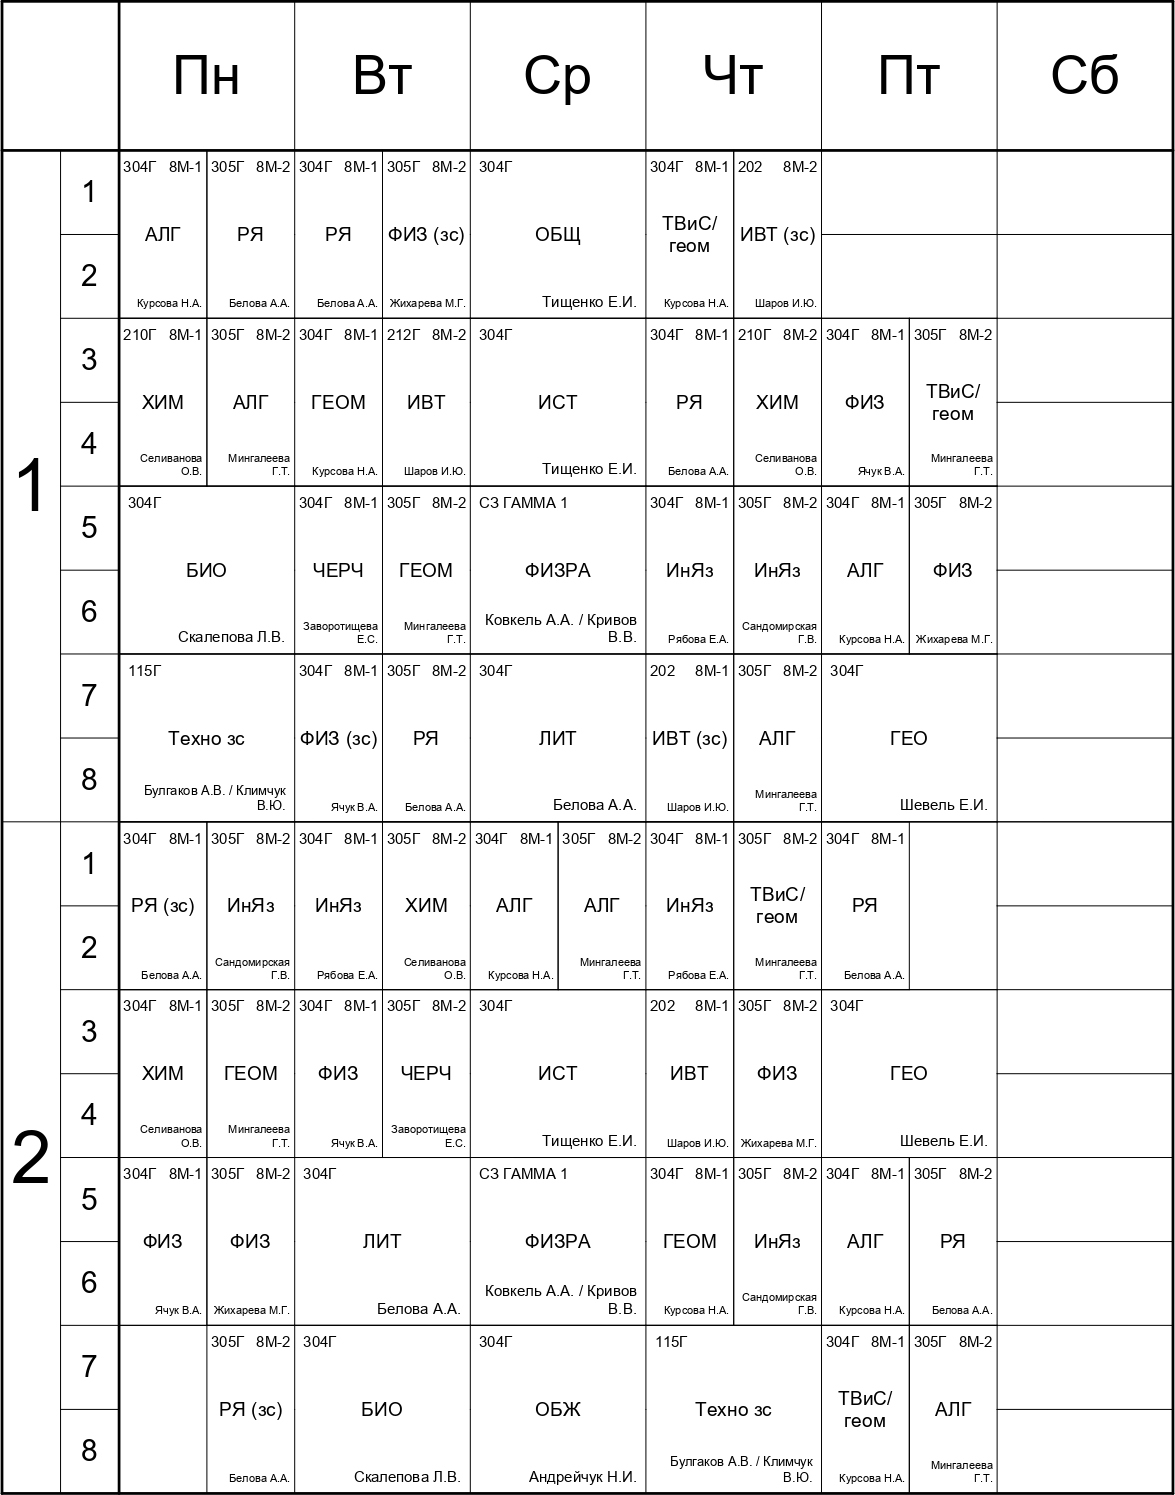 Пн Вт Ср Чт Пт Сб
1
1
304Г 8М-1 305Г 8М-2 304Г 8М-1 305Г 8М-2 304Г 304Г 8М-1 202 8М-2
АЛГ РЯ РЯ ФИЗ (зс) ОБЩ ТВиС/ ИВТ (зс)
геом
2
Курсова Н.А. Белова А.А. Белова А.А. Жихарева М.Г. Тищенко Е.И. Курсова Н.А. Шаров И.Ю.
3
210Г 8М-1 305Г 8М-2 304Г 8М-1 212Г 8М-2 304Г 304Г 8М-1 210Г 8М-2 304Г 8М-1 305Г 8М-2
ХИМ АЛГ ГЕОМ ИВТ ИСТ РЯ ХИМ ФИЗ ТВиС/
геом
4
Селиванова Мингалеева Селиванова Мингалеева
О.В. Г.Т. Курсова Н.А. Шаров И.Ю. Тищенко Е.И. Белова А.А. О.В. Ячук В.А. Г.Т.
5
304Г 304Г 8М-1 305Г 8М-2 СЗ ГАММА 1 304Г 8М-1 305Г 8М-2 304Г 8М-1 305Г 8М-2
БИО ЧЕРЧ ГЕОМ ФИЗРА ИнЯз ИнЯз АЛГ ФИЗ
6
Заворотищева Мингалеева Ковкель А.А. / Кривов Сандомирская
Скалепова Л.В. Е.С. Г.Т. В.В. Рябова Е.А. Г.В. Курсова Н.А. Жихарева М.Г.
7
115Г 304Г 8М-1 305Г 8М-2 304Г 202 8М-1 305Г 8М-2 304Г
Техно зс ФИЗ (зс) РЯ ЛИТ ИВТ (зс) АЛГ ГЕО
8
Булгаков А.В. / Климчук Мингалеева
В.Ю. Ячук В.А. Белова А.А. Белова А.А. Шаров И.Ю. Г.Т. Шевель Е.И.
2
1
304Г 8М-1 305Г 8М-2 304Г 8М-1 305Г 8М-2 304Г 8М-1 305Г 8М-2 304Г 8М-1 305Г 8М-2 304Г 8М-1
РЯ (зс) ИнЯз ИнЯз ХИМ АЛГ АЛГ ИнЯз ТВиС/ РЯ
геом
2
Сандомирская Селиванова Мингалеева Мингалеева
Белова А.А. Г.В. Рябова Е.А. О.В. Курсова Н.А. Г.Т. Рябова Е.А. Г.Т. Белова А.А.
3
304Г 8М-1 305Г 8М-2 304Г 8М-1 305Г 8М-2 304Г 202 8М-1 305Г 8М-2 304Г
ХИМ ГЕОМ ФИЗ ЧЕРЧ ИСТ ИВТ ФИЗ ГЕО
4
Селиванова Мингалеева Заворотищева
О.В. Г.Т. Ячук В.А. Е.С. Тищенко Е.И. Шаров И.Ю. Жихарева М.Г. Шевель Е.И.
5
304Г 8М-1 305Г 8М-2 304Г СЗ ГАММА 1 304Г 8М-1 305Г 8М-2 304Г 8М-1 305Г 8М-2
ФИЗ ФИЗ ЛИТ ФИЗРА ГЕОМ ИнЯз АЛГ РЯ
6
Ковкель А.А. / Кривов Сандомирская
Ячук В.А. Жихарева М.Г. Белова А.А. В.В. Курсова Н.А. Г.В. Курсова Н.А. Белова А.А.
7
305Г 8М-2 304Г 304Г 115Г 304Г 8М-1 305Г 8М-2
РЯ (зс) БИО ОБЖ Техно зс ТВиС/ АЛГ
геом
8
Булгаков А.В. / Климчук Мингалеева
Белова А.А. Скалепова Л.В. Андрейчук Н.И. В.Ю. Курсова Н.А. Г.Т.